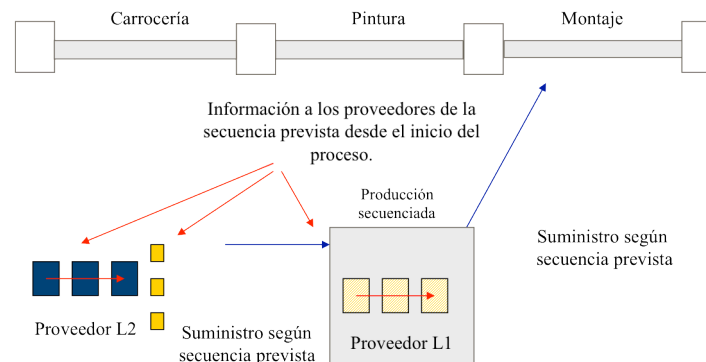 Carrocería
Pintura
Montaje
Información a los proveedores de la
secuencia prevista desde el inicio del
proceso.
Producción
secuenciada
Suministro según
secuencia prevista
Proveedor L2
Suministro según
secuencia prevista
Proveedor L1